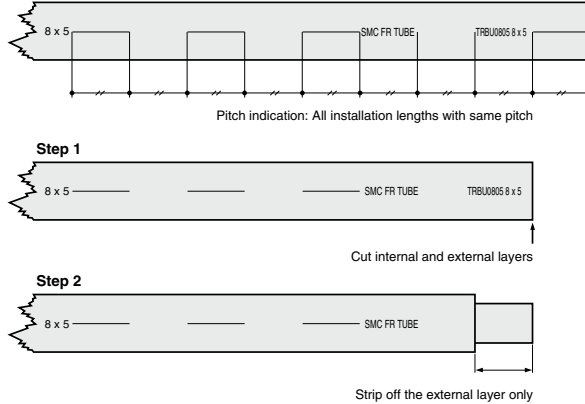 8 x 5 SMC FR TUBE TRBU0805 8 x 5
Pitch indication: All installation lengths with same pitch
Step 1
8 x 5 SMC FR TUBE TRBU0805 8 x 5
Cut internal and external layers
Step 2
8 x 5 SMC FR TUBE
Strip off the external layer only